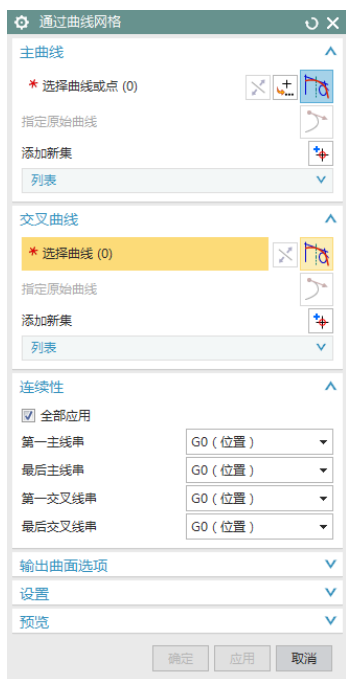 通过曲线网格
主曲线
* 选择曲线或点 (0)
指定原始曲线
添加新集
列表
交叉曲线
* 选择曲线 (0)
指定原始曲线
添加新集
列表
连续性
全部应用
第一主线串 G0 ( 位置 )
最后主线串 G0 ( 位置 )
第一交叉线串 G0 ( 位置 )
最后交叉线串 G0 ( 位置 )
输出曲面选项
设置
预览
确定 应用 取消